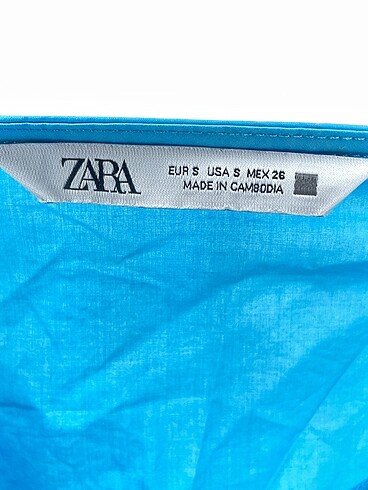 ZARA
EUR S USA S MEX 26
MADE IN CAMBODIA